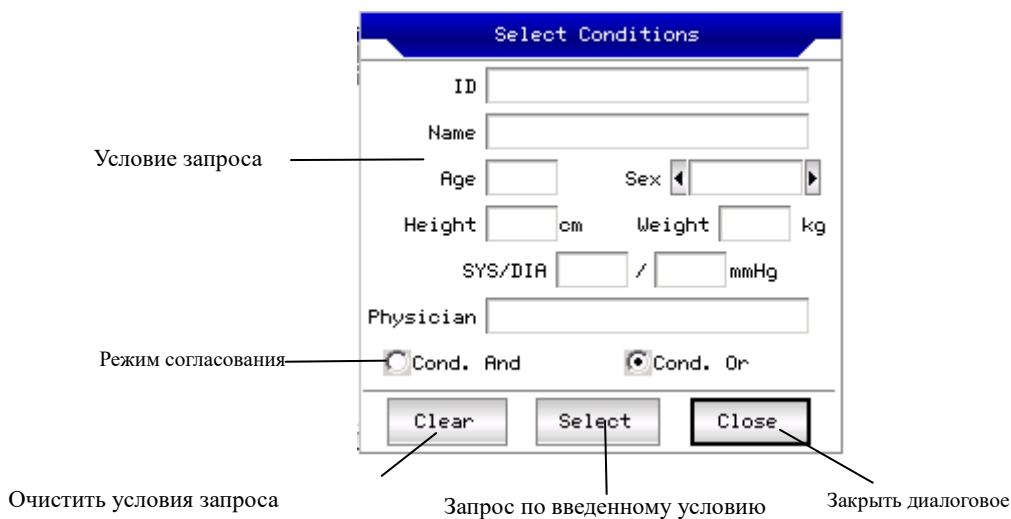 Select Conditions
ID
Name
Условие запроса
Age Sex
Height cm Weight kg
SYS/DIA / mmHg
Physician
Режим согласования Cond. And Cond. Or
Clear Select Close
Очистить условия запроса Запрос по введенному условию Закрыть диалоговое